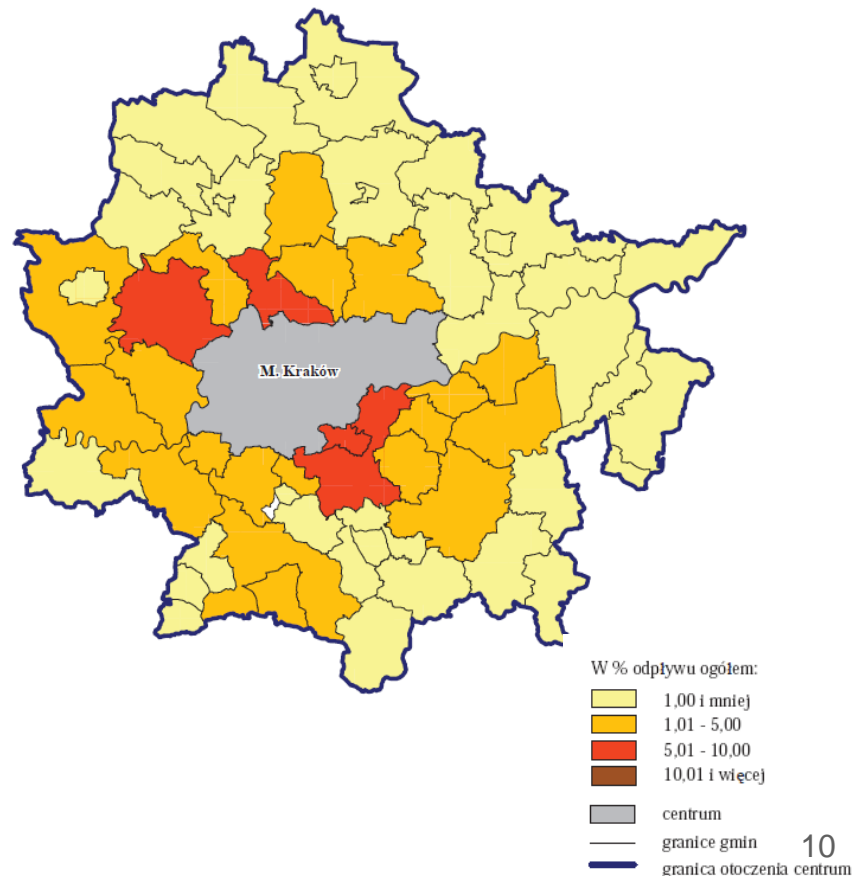 M. Kraków
W % odpływu ogółem:
1,00 i mniej
1,01 - 5,00
5,01 - 10,00
10,01 i więcej
centrum
granice gmin
10
granica otoczenia centrum